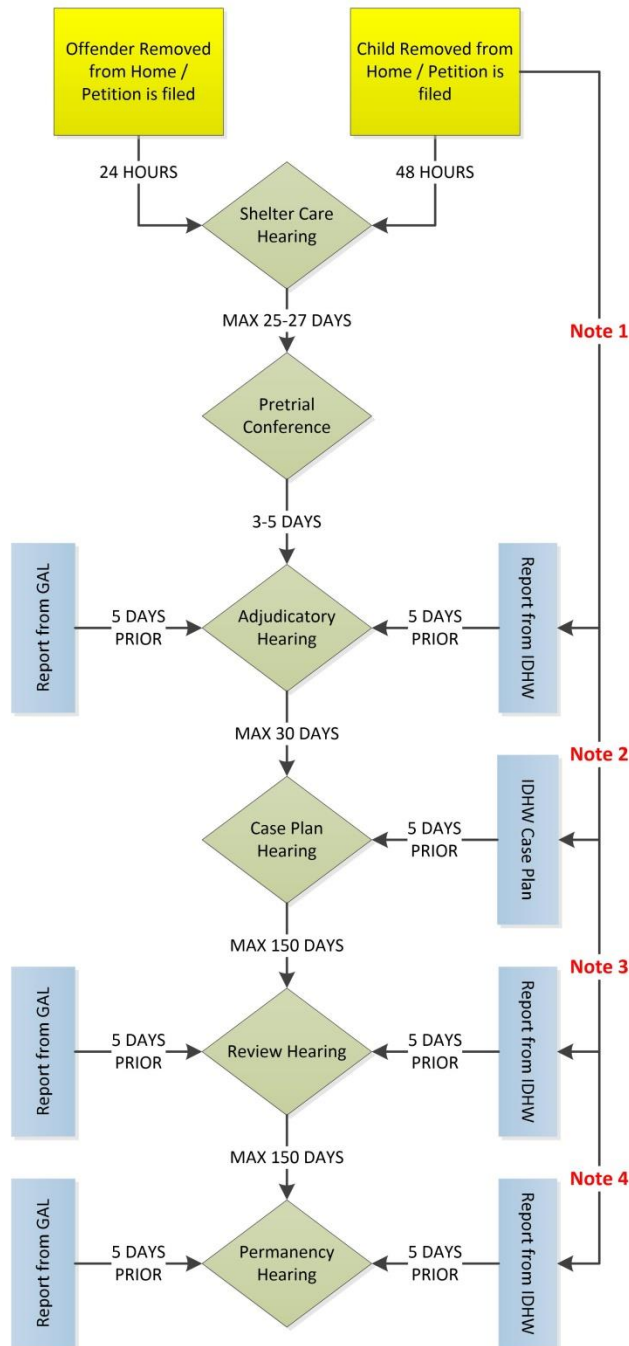 Offender Removed
from Home /
Petition is filed
Child Removed from
Home / Petition is
filed
24 HOURS
48 HOURS
Shelter Care
Hearing
MAX 25-27 DAYS
Note 1
Pretrial
Conference
3-5 DAYS
Report from GAL
5 DAYS
PRIOR
Adjudicatory
Hearing
5 DAYS
PRIOR
Report from IDHW
MAX 30 DAYS
Note 2
Case Plan
Hearing
5 DAYS
PRIOR
IDHW Case Plan
MAX 150 DAYS
Note 3
Report from GAL
5 DAYS
PRIOR
Review Hearing
5 DAYS
PRIOR
Report from IDHW
MAX 150 DAYS
Note 4
Report from GAL
5 DAYS
PRIOR
Permanency
Hearing
5 DAYS
PRIOR
Report from IDHW